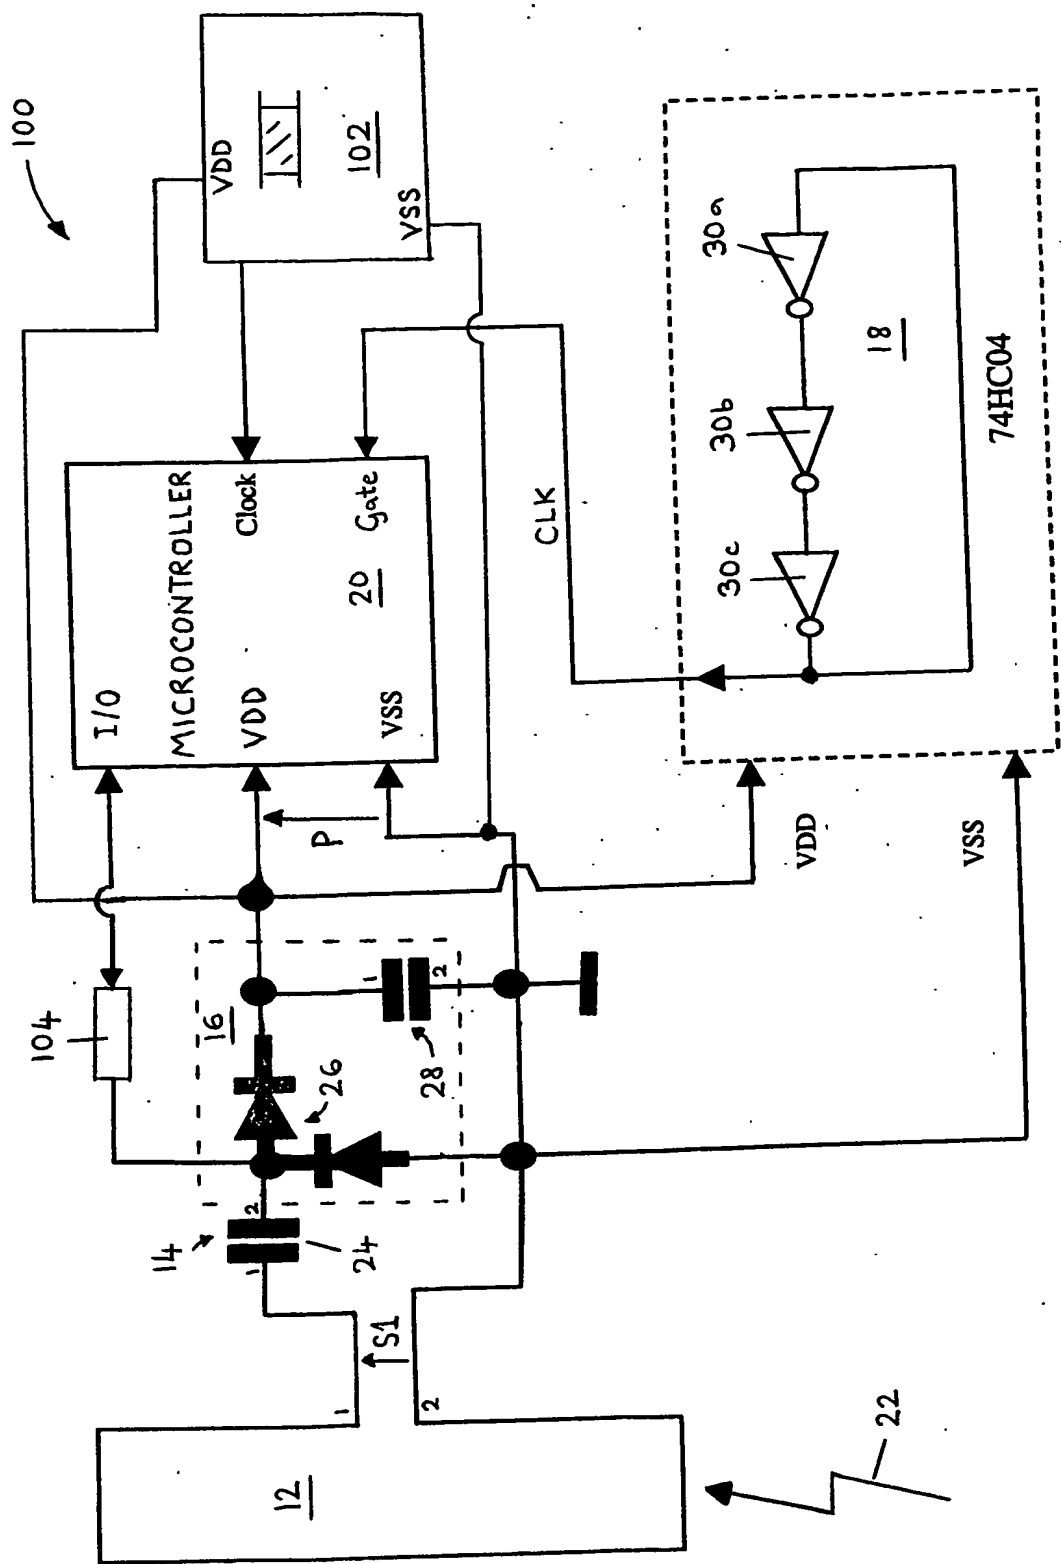 100
VDD
102
VSS
I/O
MICROCONTROLLER
VDD
Clock
20
Gate
VSS
P
104
16
26
1
2
28
14
1
2
24
S1
1
2
12
22
CLK
VDD
VSS
30a
30b
30c
18
74HC04